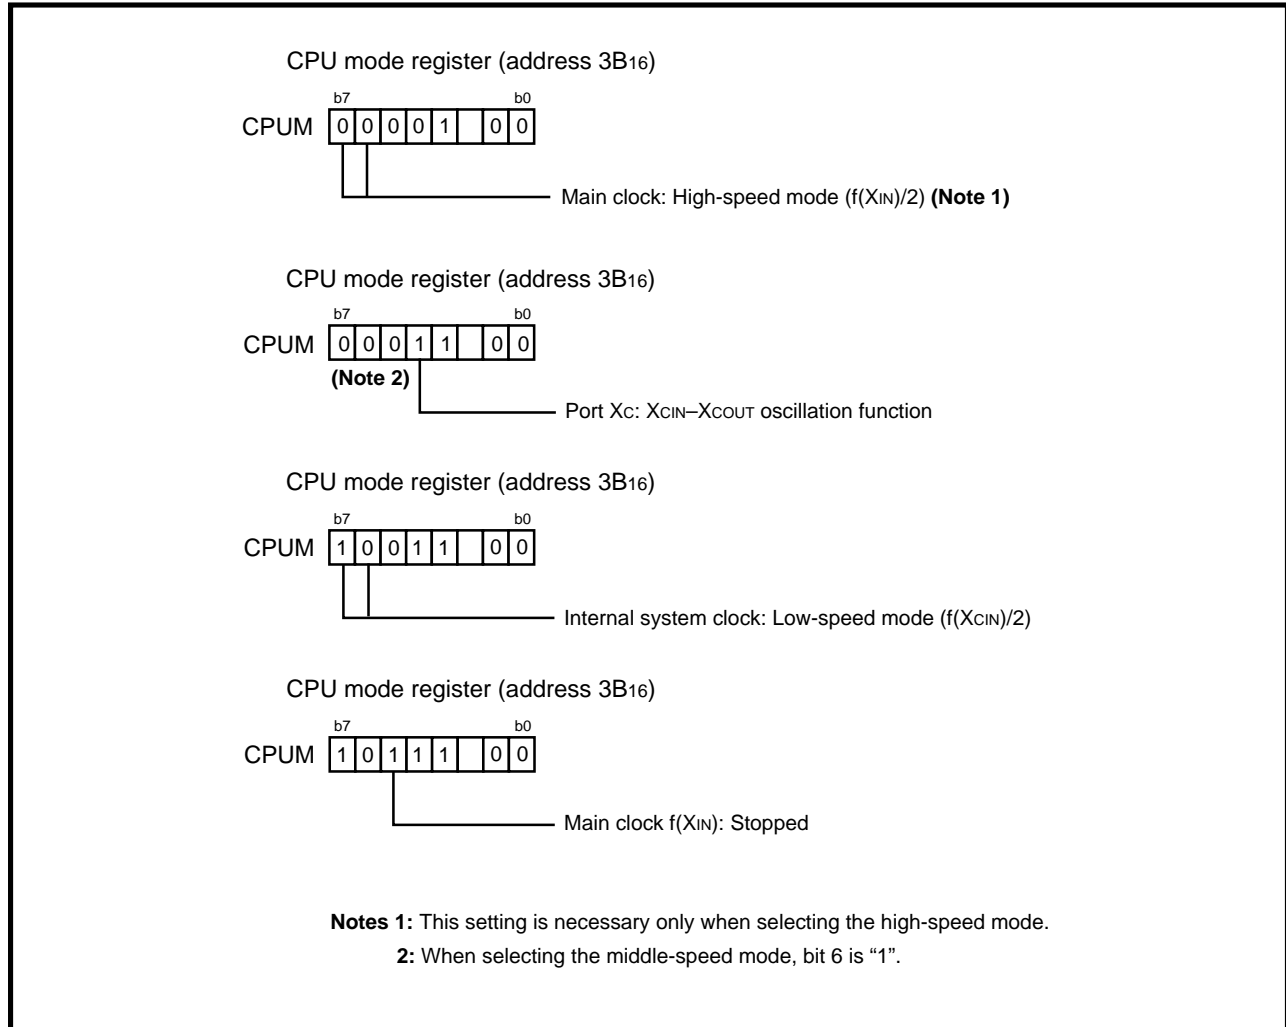 CPU mode register (address 3B16)
b7 b0
CPUM 0 0 0 0 1 0 0
Main clock: High-speed mode (f(XIN)/2) (Note 1)
CPU mode register (address 3B16)
b7 b0
CPUM 0 0 0 1 1 0 0
(Note 2)
Port XC: XCIN–XCOUT oscillation function
CPU mode register (address 3B16)
b7 b0
CPUM 1 0 0 1 1 0 0
Internal system clock: Low-speed mode (f(XCIN)/2)
CPU mode register (address 3B16)
b7 b0
CPUM 1 0 1 1 1 0 0
Main clock f(XIN): Stopped
Notes 1: This setting is necessary only when selecting the high-speed mode.
2: When selecting the middle-speed mode, bit 6 is “1”.